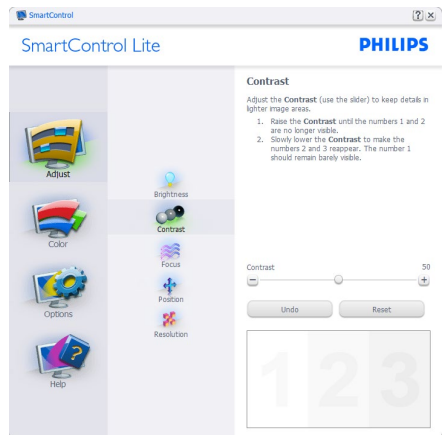 SmartControl
SmartControl Lite
PHILIPS
Adjust
Color
Options
Help
Brightness
Contrast
Focus
Position
Resolution
Contrast
Adjust the Contrast (use the slider) to keep details in
lighter image areas.
1. Raise the Contrast until the numbers 1 and 2
are no longer visible.
2. Slowly lower the Contrast to make the
numbers 2 and 3 reappear. The number 1
should remain barely visible.
Contrast 50
Undo Reset
1 2 3